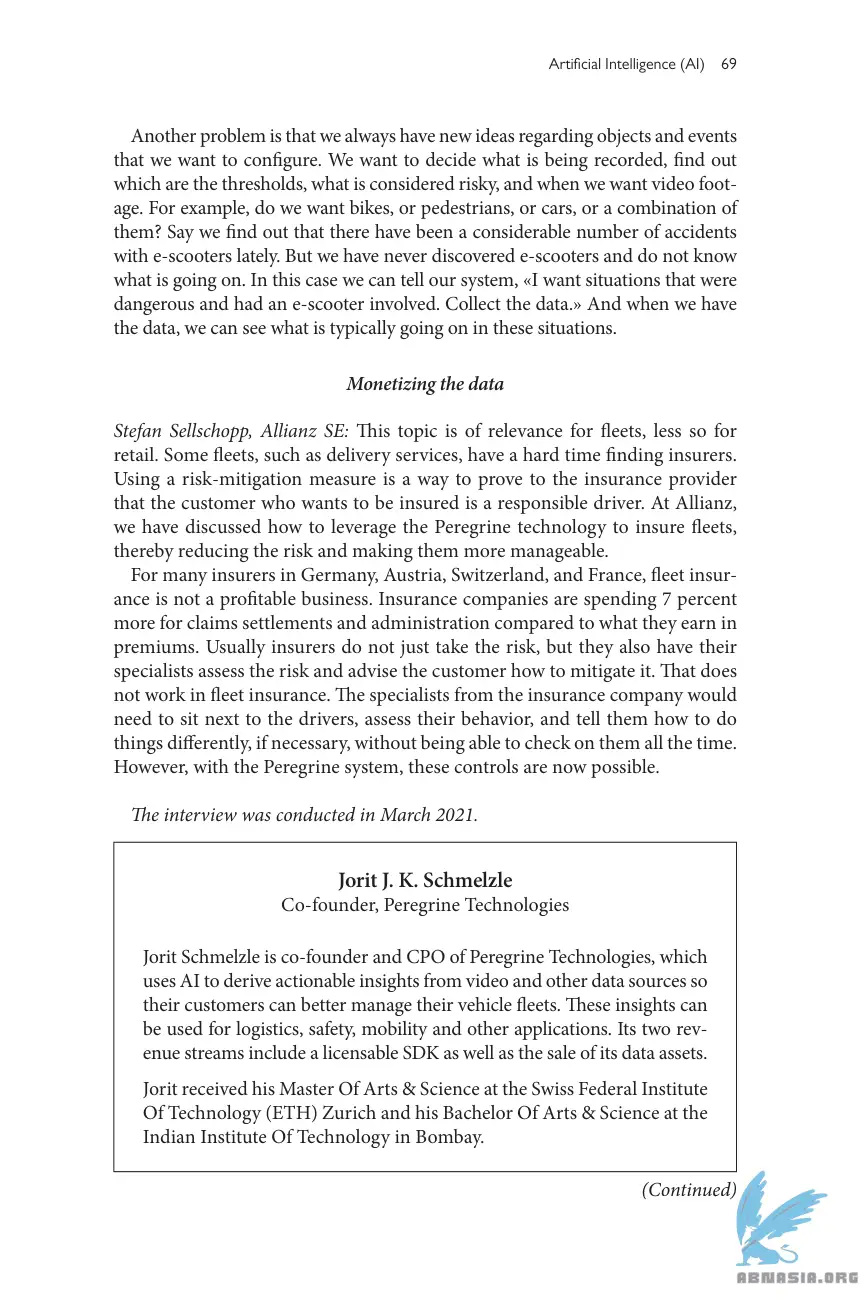 Artificial Intelligence (AI) 69
Another problem is that we always have new ideas regarding objects and events
that we want to configure. We want to decide what is being recorded, find out
which are the thresholds, what is considered risky, and when we want video foot-
age. For example, do we want bikes, or pedestrians, or cars, or a combination of
them? Say we find out that there have been a considerable number of accidents
with e-scooters lately. But we have never discovered e-scooters and do not know
what is going on. In this case we can tell our system, «I want situations that were
dangerous and had an e-scooter involved. Collect the data.» And when we have
the data, we can see what is typically going on in these situations.
Monetizing the data
Stefan Sellschopp, Allianz SE: This topic is of relevance for fleets, less so for
retail. Some fleets, such as delivery services, have a hard time finding insurers.
Using a risk-mitigation measure is a way to prove to the insurance provider
that the customer who wants to be insured is a responsible driver. At Allianz,
we have discussed how to leverage the Peregrine technology to insure fleets,
thereby reducing the risk and making them more manageable.
For many insurers in Germany, Austria, Switzerland, and France, fleet insur-
ance is not a profitable business. Insurance companies are spending 7 percent
more for claims settlements and administration compared to what they earn in
premiums. Usually insurers do not just take the risk, but they also have their
specialists assess the risk and advise the customer how to mitigate it. That does
not work in fleet insurance. The specialists from the insurance company would
need to sit next to the drivers, assess their behavior, and tell them how to do
things differently, if necessary, without being able to check on them all the time.
However, with the Peregrine system, these controls are now possible.
The interview was conducted in March 2021.
Jorit J. K. Schmelzle
Co-founder, Peregrine Technologies
Jorit Schmelzle is co-founder and CPO of Peregrine Technologies, which
uses AI to derive actionable insights from video and other data sources so
their customers can better manage their vehicle fleets. These insights can
be used for logistics, safety, mobility and other applications. Its two rev-
enue streams include a licensable SDK as well as the sale of its data assets.
Jorit received his Master Of Arts & Science at the Swiss Federal Institute
Of Technology (ETH) Zurich and his Bachelor Of Arts & Science at the
Indian Institute Of Technology in Bombay.
(Continued)
ABNASIA.ORG